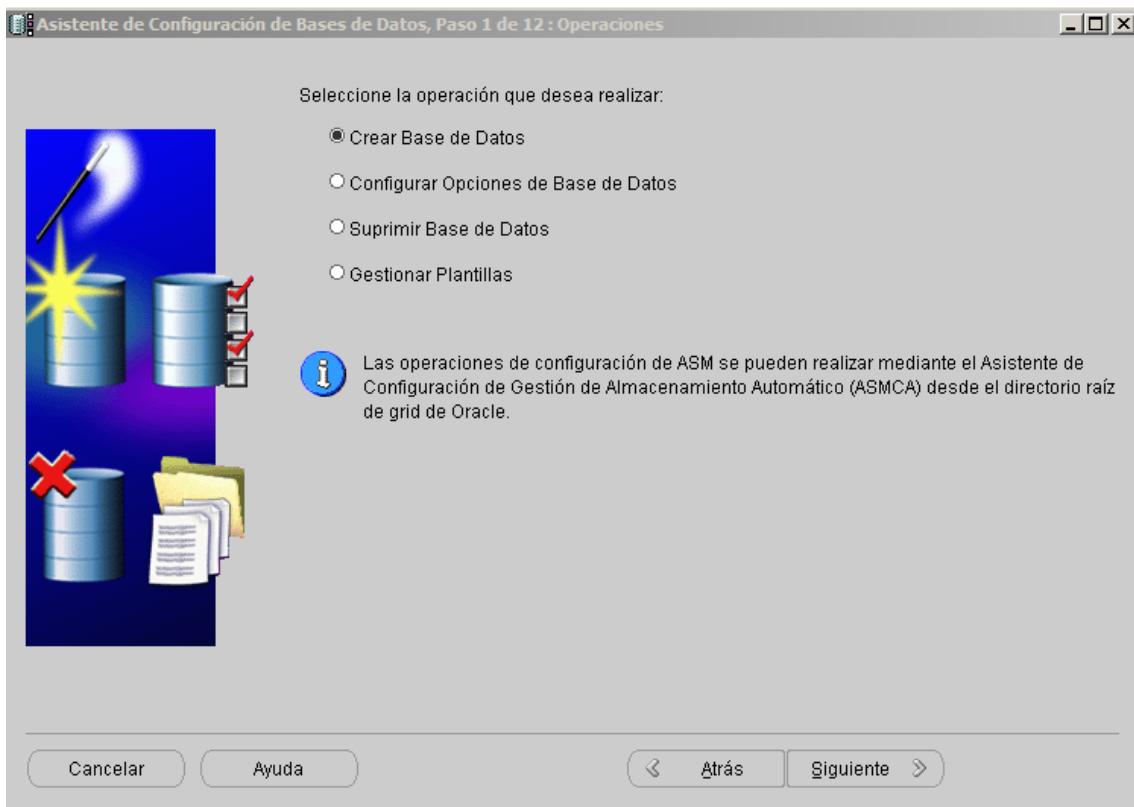 Asistente de Configuración de Bases de Datos, Paso 1 de 12 : Operaciones
Seleccione la operación que desea realizar:
Crear Base de Datos
Configurar Opciones de Base de Datos
Suprimir Base de Datos
Gestionar Plantillas
Las operaciones de configuración de ASM se pueden realizar mediante el Asistente de
Configuración de Gestión de Almacenamiento Automático (ASMCA) desde el directorio raíz
de grid de Oracle.
Cancelar
Ayuda
Atrás
Siguiente